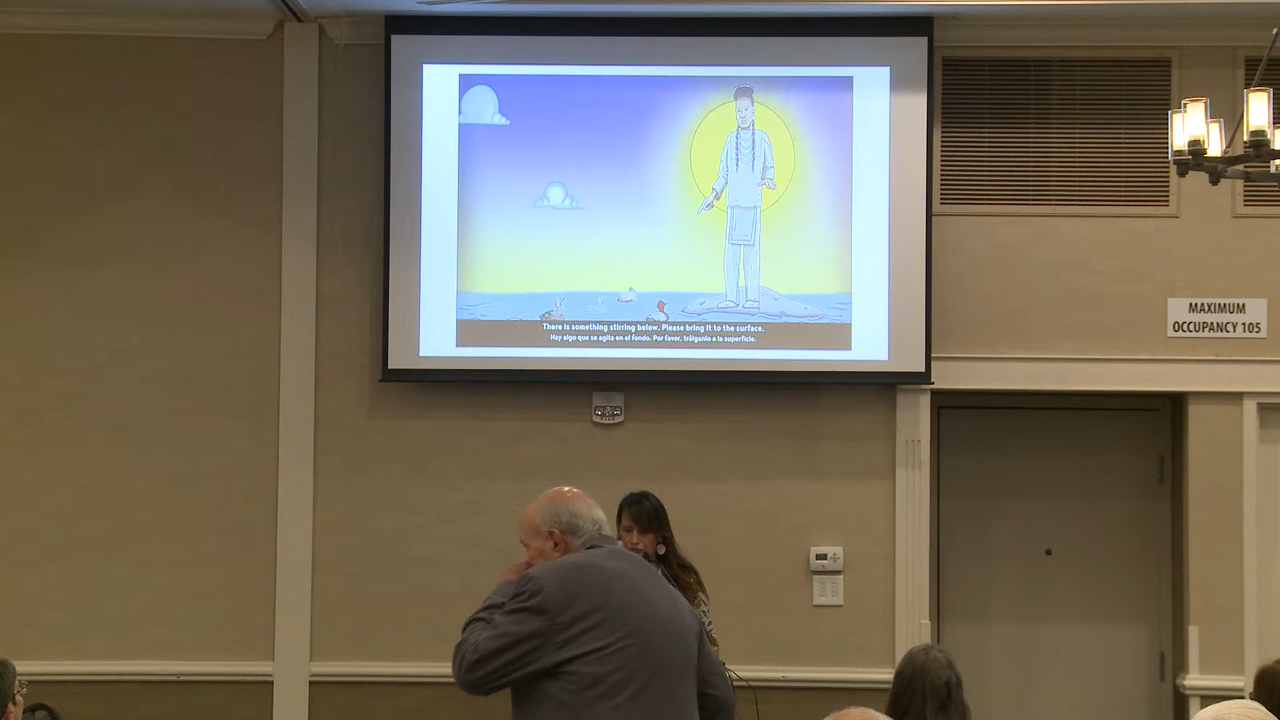 There is something stirring below. Please bring it to the surface.
Hay algo que se agita en el fondo. Por favor, tráiganlo a la superficie.
MAXIMUM
OCCUPANCY 105
FIRE